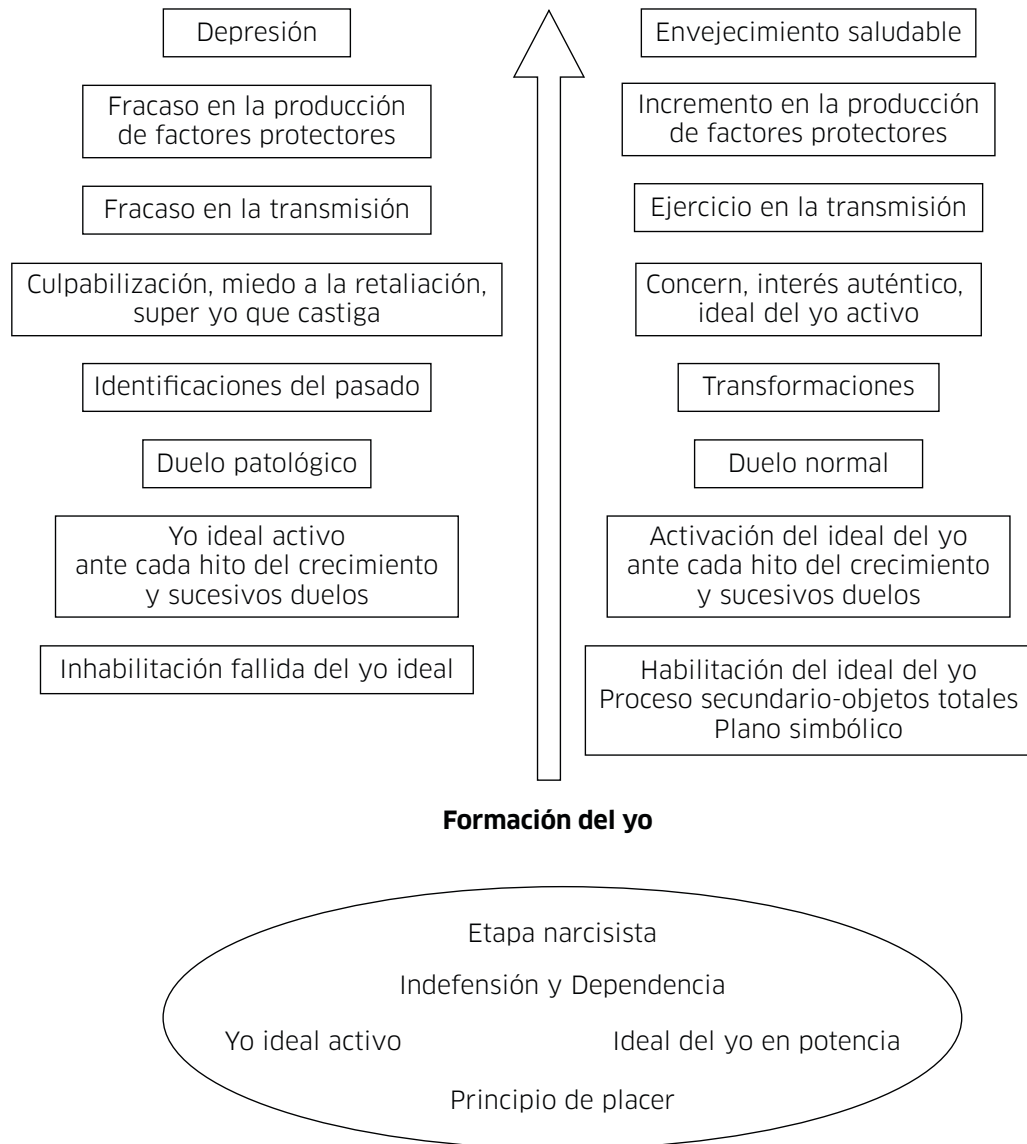 Depresión
Envejecimiento saludable
Fracaso en la producción
de factores protectores
Incremento en la producción
de factores protectores
Fracaso en la transmisión
Ejercicio en la transmisión
Culpabilización, miedo a la retaliación,
super yo que castiga
Concern, interés auténtico,
ideal del yo activo
Identificaciones del pasado
Transformaciones
Duelo patológico
Duelo normal
Yo ideal activo
ante cada hito del crecimiento
y sucesivos duelos
Activación del ideal del yo
ante cada hito del crecimiento
y sucesivos duelos
Inhabilitación fallida del yo ideal
Habilitación del ideal del yo
Proceso secundario-objetos totales
Plano simbólico
Formación del yo
Etapa narcisista
Indefensión y Dependencia
Yo ideal activo
Ideal del yo en potencia
Principio de placer